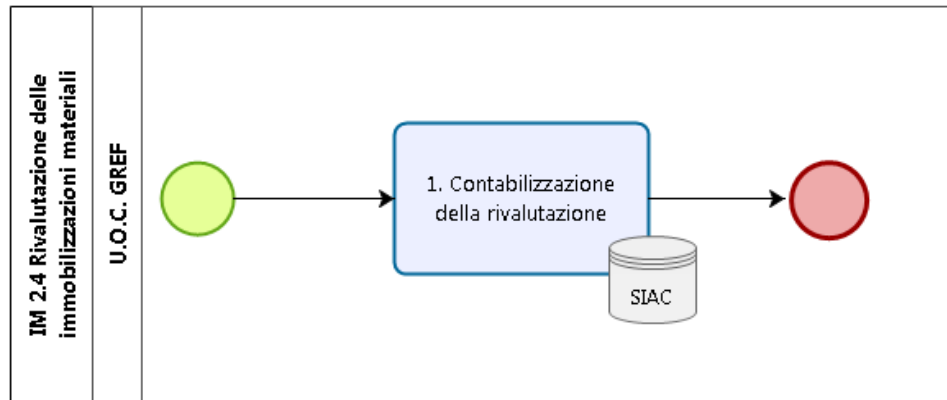 IM 2.4 Rivalutazione delle
immobilizzazioni materiali
U.O.C. GREF
1. Contabilizzazione
della rivalutazione
SIAC